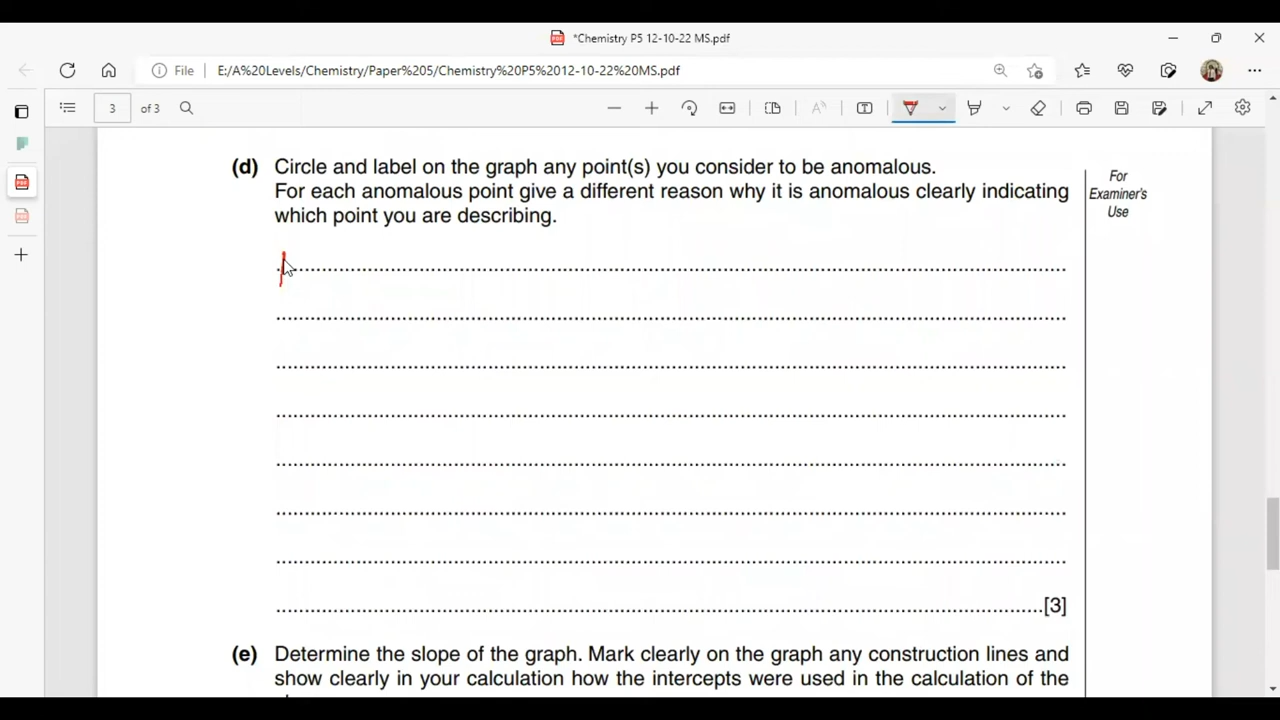 *Chemistry P5 12-10-22 MS.pdf
File E:/A%20Levels/Chemistry/Paper%205/Chemistry%20P5%2012-10-22%20MS.pdf
3 of 3
(d) Circle and label on the graph any point(s) you consider to be anomalous.
For each anomalous point give a different reason why it is anomalous clearly indicating
which point you are describing.
For
Examiner's
Use
[3]
(e) Determine the slope of the graph. Mark clearly on the graph any construction lines and
show clearly in your calculation how the intercepts were used in the calculation of the